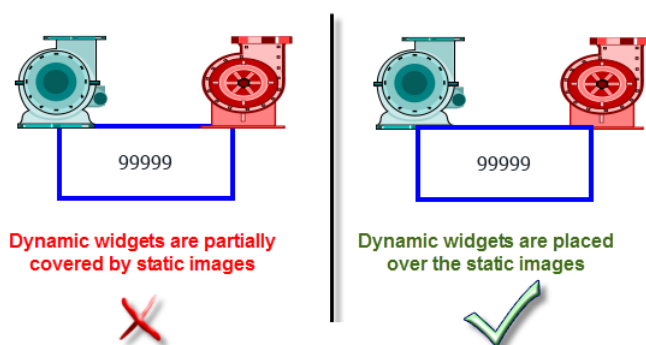 99999
Dynamic widgets are partially
covered by static images
99999
Dynamic widgets are placed
over the static images